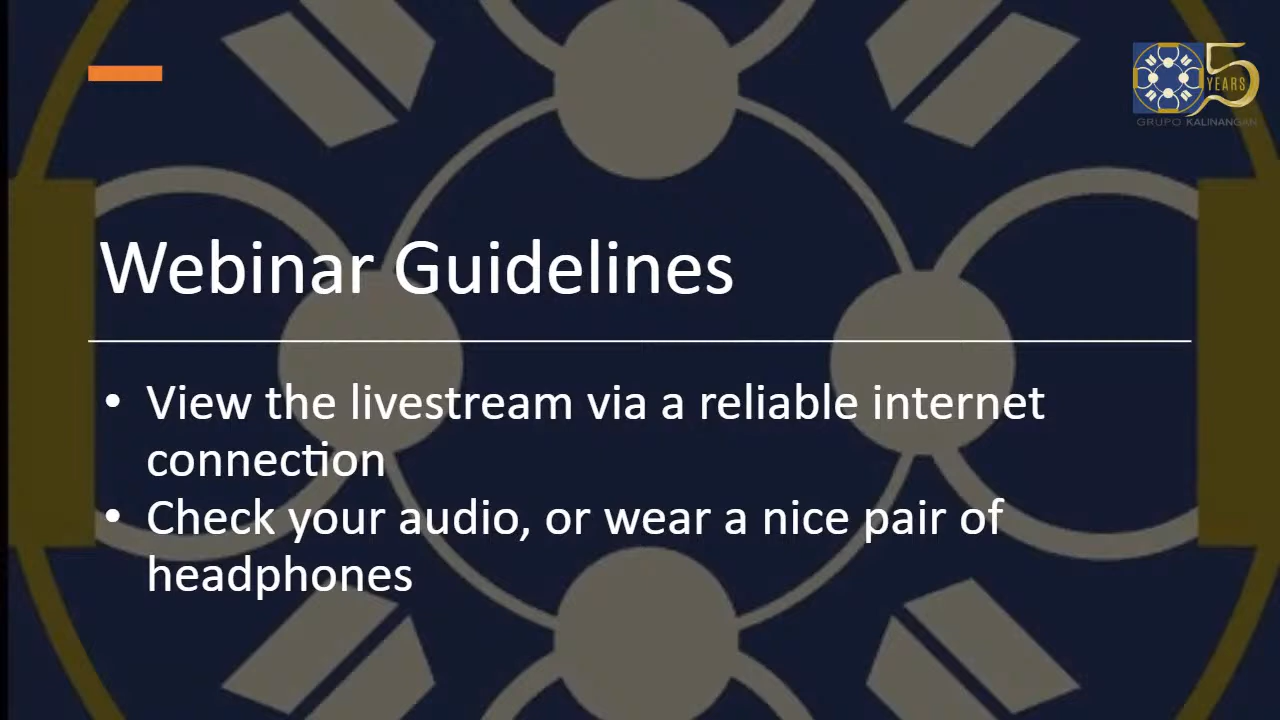 5
YEARS
GRUPO KALINANGAN
Webinar Guidelines
• View the livestream via a reliable internet
connection
• Check your audio, or wear a nice pair of
headphones